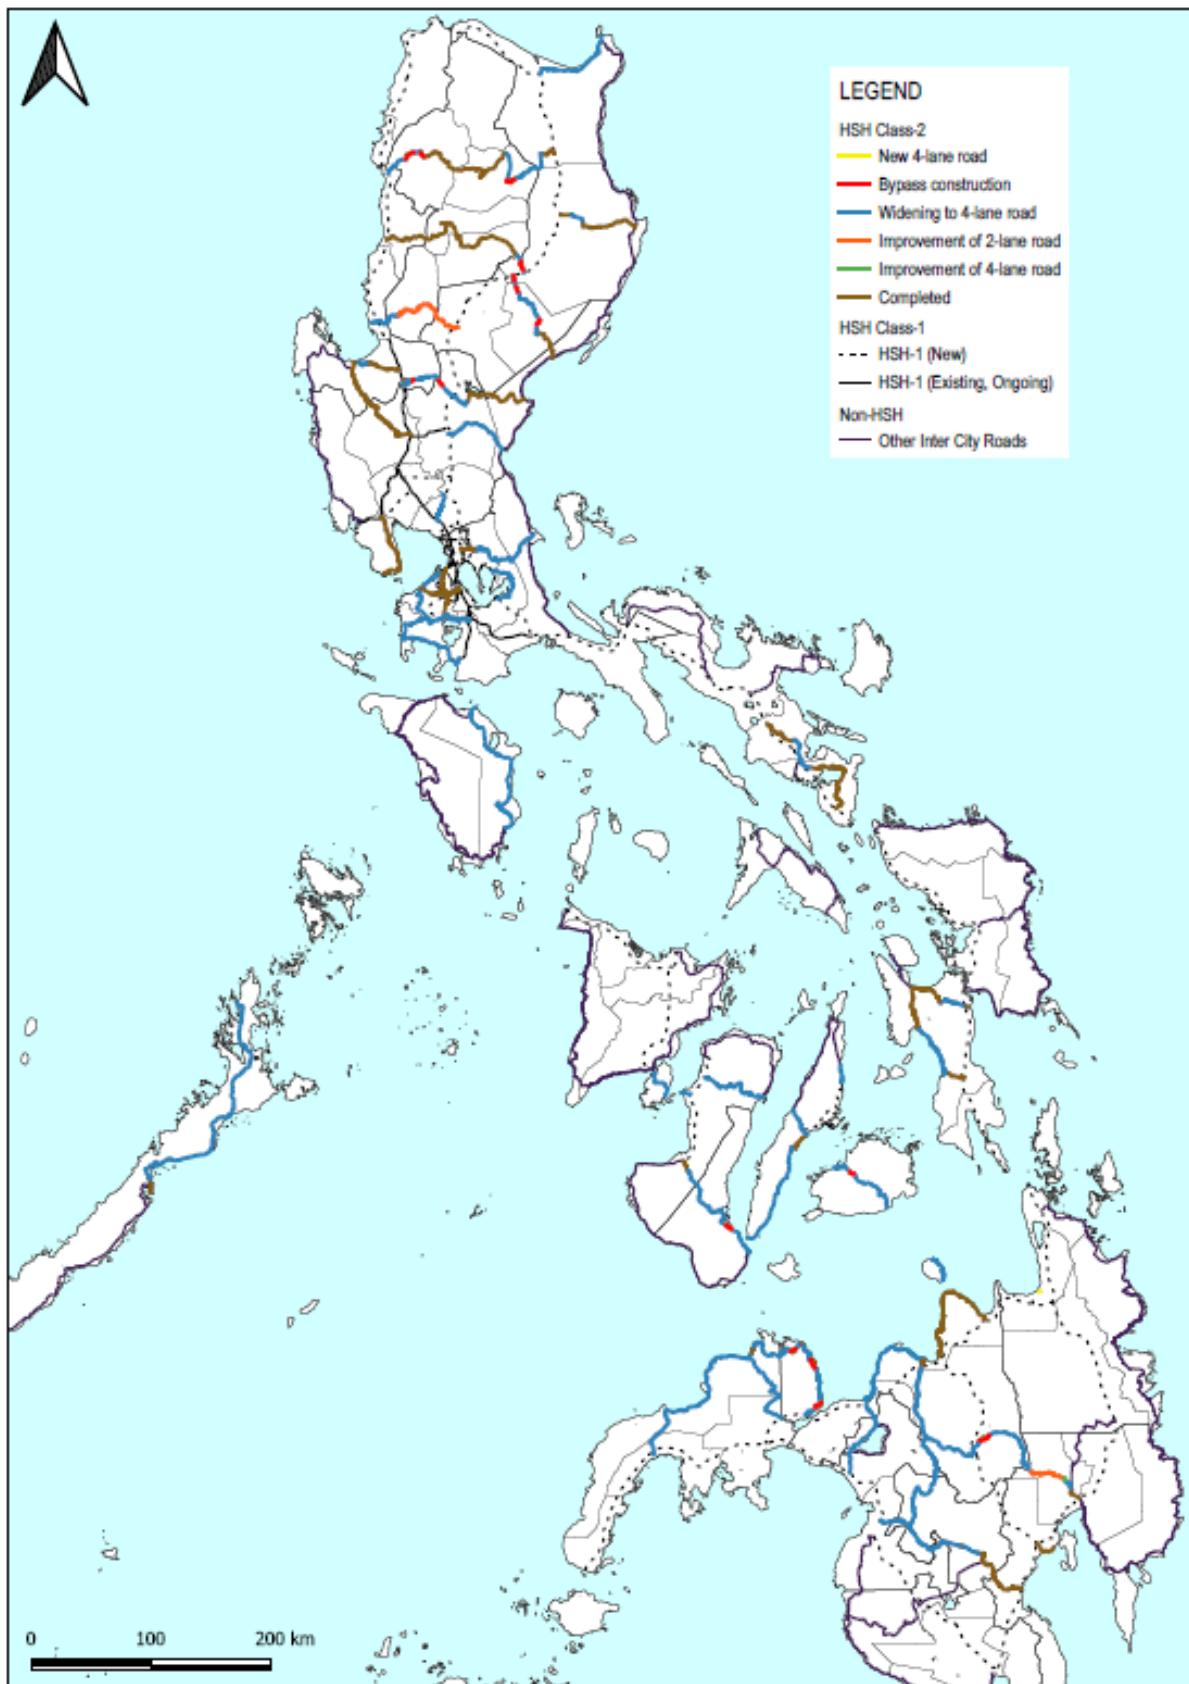 LEGEND
HSH Class-2
New 4-lane road
Bypass construction
Widening to 4-lane road
Improvement of 2-lane road
Improvement of 4-lane road
Completed
HSH Class-1
HSH-1 (New)
HSH-1 (Existing, Ongoing)
Non-HSH
Other Inter City Roads
0 100 200 km